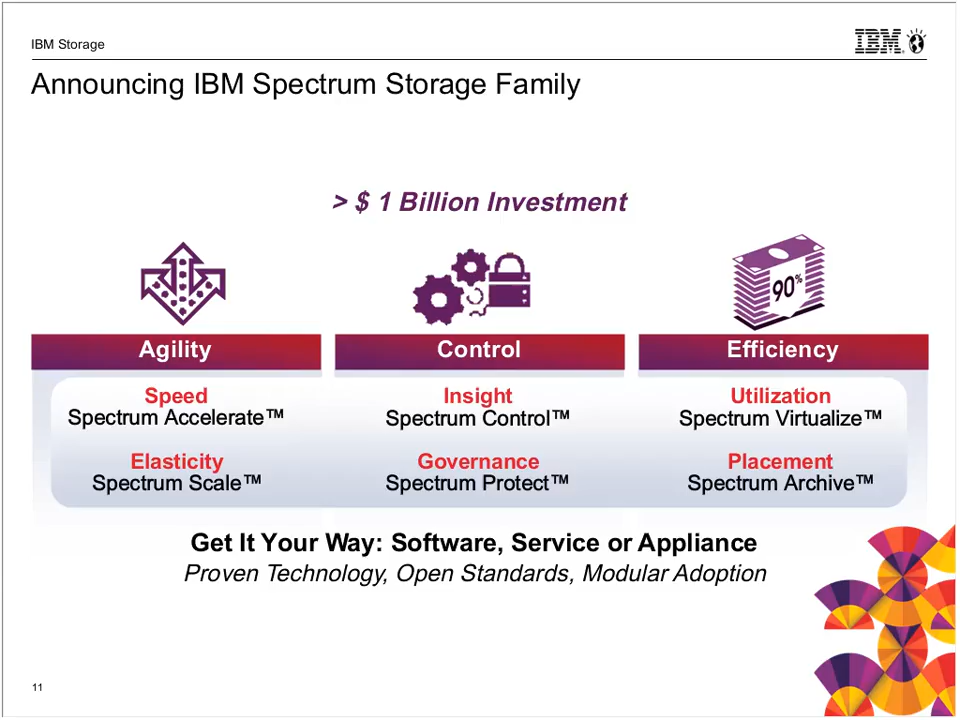 IBM Storage
IBM®
Announcing IBM Spectrum Storage Family
> $ 1 Billion Investment
90%
Agility
Control
Efficiency
Speed
Spectrum Accelerate™
Insight
Spectrum Control™
Utilization
Spectrum Virtualize™
Elasticity
Spectrum Scale™
Governance
Spectrum Protect™
Placement
Spectrum Archive™
Get It Your Way: Software, Service or Appliance
Proven Technology, Open Standards, Modular Adoption
11